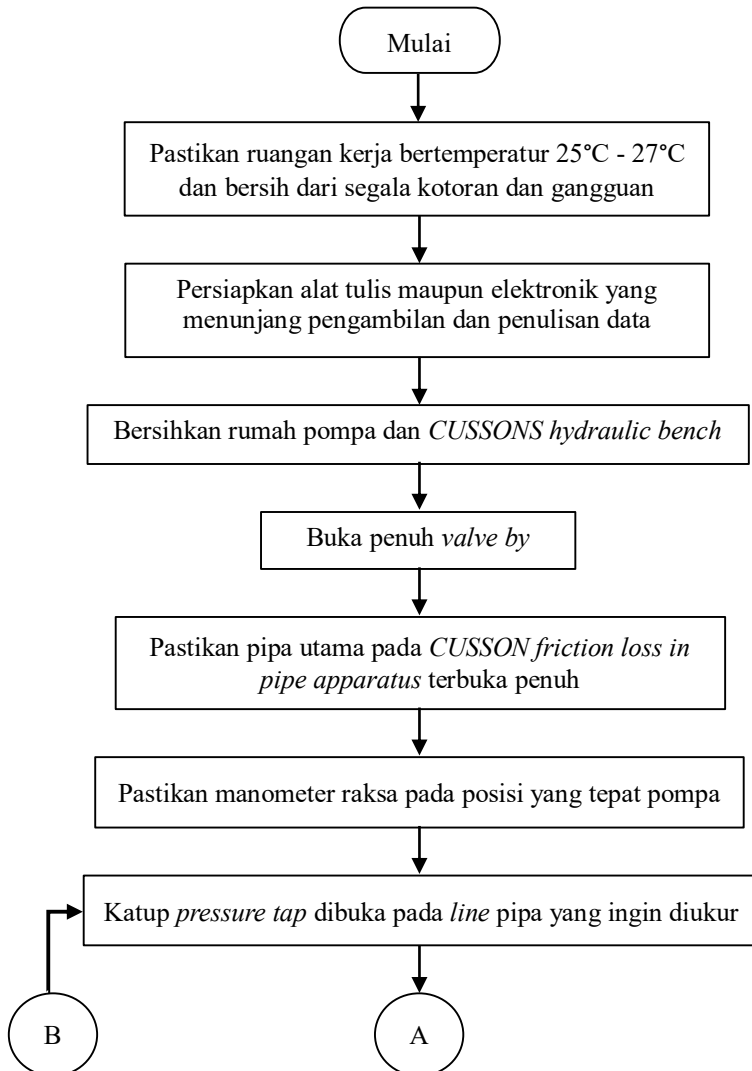 Mulai
Pastikan ruangan kerja bertemperatur 25°C - 27°C
dan bersih dari segala kotoran dan gangguan
Persiapkan alat tulis maupun elektronik yang
menunjang pengambilan dan penulisan data
Bersihkan rumah pompa dan CUSSONS hydraulic bench
Buka penuh valve by
Pastikan pipa utama pada CUSSON friction loss in
pipe apparatus terbuka penuh
Pastikan manometer raksa pada posisi yang tepat pompa
Katup pressure tap dibuka pada line pipa yang ingin diukur
B
A